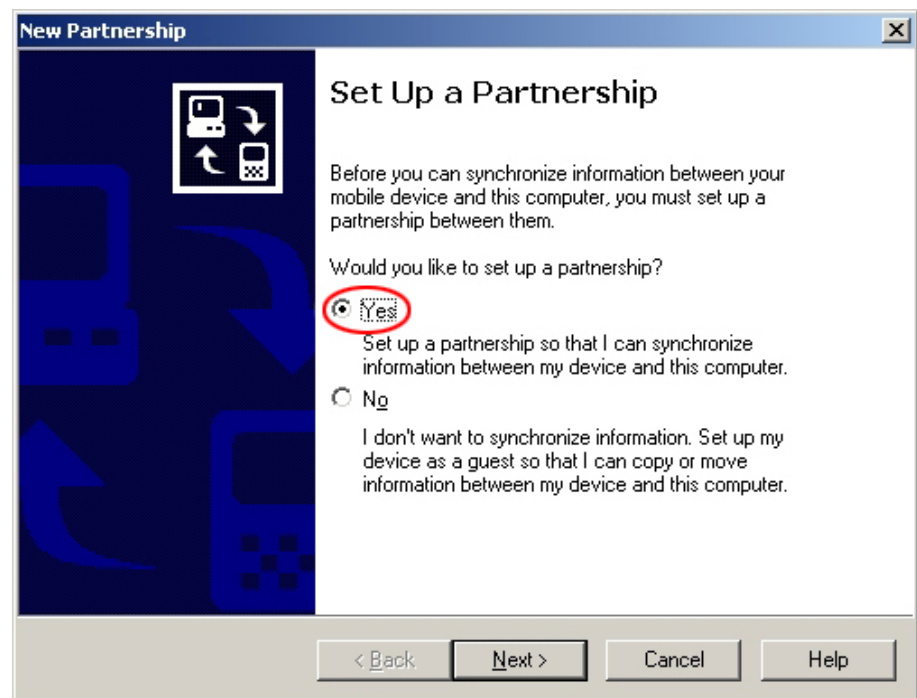 New Partnership
Set Up a Partnership
Before you can synchronize information between your
mobile device and this computer, you must set up a
partnership between them.
Would you like to set up a partnership?
Yes
Set up a partnership so that I can synchronize
information between my device and this computer.
No
I don't want to synchronize information. Set up my
device as a guest so that I can copy or move
information between my device and this computer.
< Back Next > Cancel Help